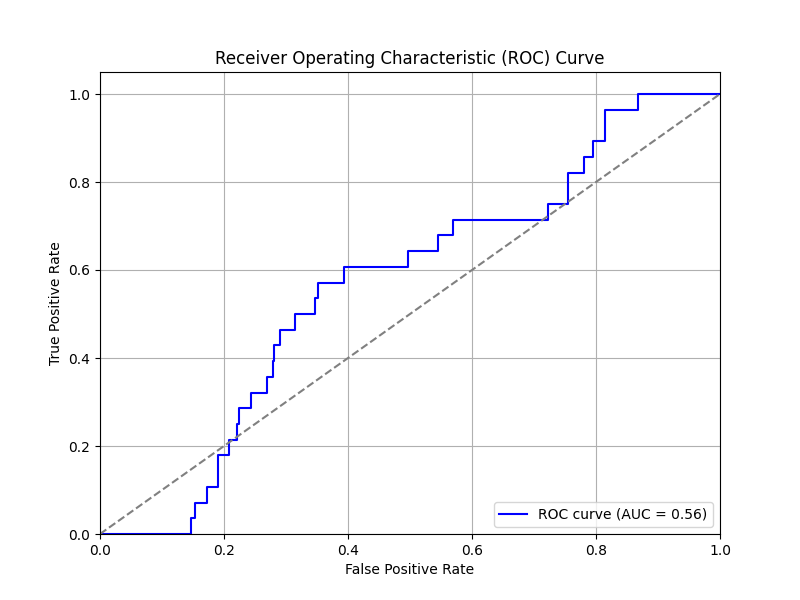 Receiver Operating Characteristic (ROC) Curve
1.0
0.8
0.6
0.4
0.2
0.0
True Positive Rate
ROC curve (AUC = 0.56)
0.0 0.2 0.4 0.6 0.8 1.0
False Positive Rate